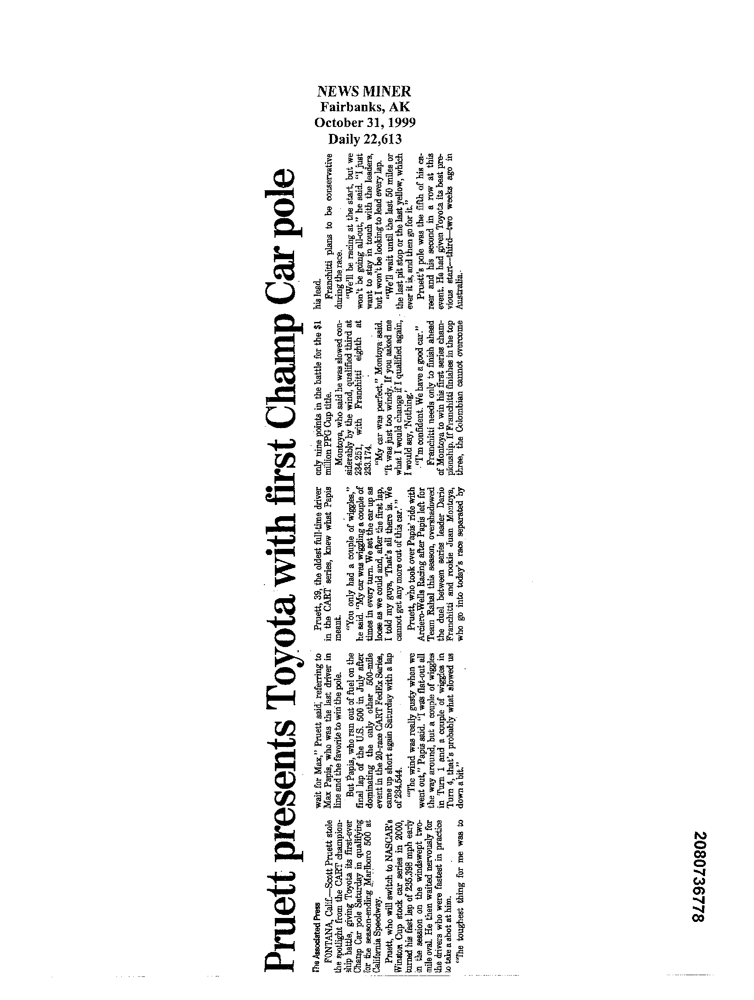 NEWS MINER
Fairbanks, AK
October 31, 1999
Daily 22,613
Pruett presents Toyota with first Champ Car pole
The Associated Press
FONTANA, Calif.—Scott Pruett stole
the spotlight from the CART champion-
ship battle, giving Toyota its first-ever
Champ Car pole Saturday in qualifying
for the season-ending Marlboro 500 at
California Speedway.
Pruett, who will switch to NASCAR's
Winston Cup stock car series in 2000,
turned his fast lap of 235.398 mph early
in the session on the windswept two-
mile oval. He then waited nervously for
the drivers who were fastest in practice
to take a shot at him.
"The toughest thing for me was to
wait for Max," Pruett said, referring to
Max Papis, who was the last driver in
line and the favorite to win the pole.
But Papis, who ran out of fuel on the
final lap of the U.S. 500 in July after
dominating the only other 500-mile
event in the 20-race CART FedEx Series,
came up short again Saturday with a lap
of 234.544.
"The wind was really gusty when we
went out," Papis said. "I was flat-out all
the way around, but a couple of wiggles
in Turn 1 and a couple of wiggles in
Turn 4, that's probably what slowed us
down a bit."
Pruett, 39, the oldest full-time driver
in the CART series, knew what Papis
meant.
"You only had a couple of wiggles,"
he said. "My car was wiggling a couple of
times in every turn. We set the car up as
loose as we could and, after the first lap,
I told my guys, 'That's all there is. We
cannot get any more out of this car.'"
Pruett, who took over Papis' ride with
Arciero-Wells Racing after Papis left for
Team Rahal this season, overshadowed
the duel between series leader Dario
Franchitti and rookie Juan Montoya,
who go into today's race separated by
only nine points in the battle for the $1
million PPG Cup title.
Montoya, who said he was slowed con-
siderably by the wind, qualified third at
234.251, with Franchitti eighth at
233.174.
"My car was perfect," Montoya said.
"It was just too windy. If you asked me
what I would change if I qualified again,
I would say, 'Nothing.'
"I'm confident. We have a good car."
Franchitti needs only to finish ahead
of Montoya to win his first series cham-
pionship. If Franchitti finishes in the top
three, the Colombian cannot overcome
his lead.
Franchitti plans to be conservative
during the race.
"We'll be racing at the start, but we
won't be going all-out," he said. "I just
want to stay in touch with the leaders,
but I won't be looking to lead every lap.
"We'll wait until the last 50 miles or
the last pit stop or the last yellow, which
ever it is, and then go for it."
Pruett's pole was the fifth of his ca-
reer and his second in a row at this
event. He had given Toyota its best pre-
vious start—third—two weeks ago in
Australia.
2080736778